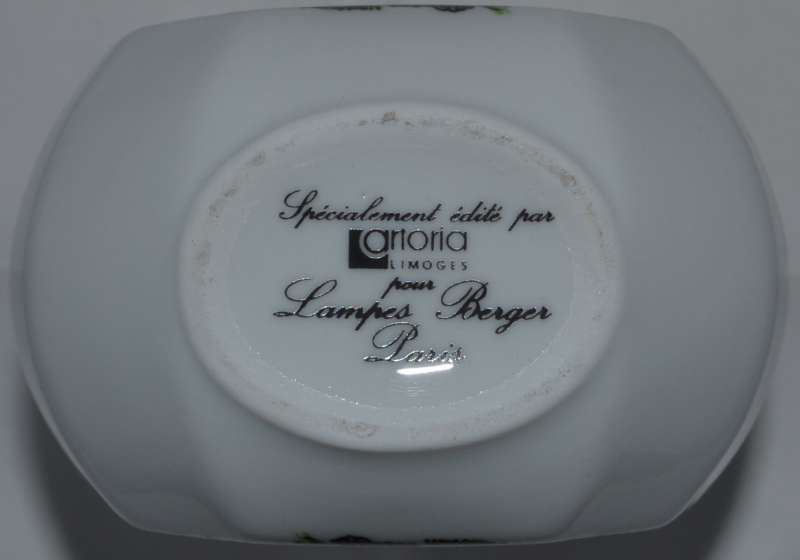 Spécialement édité par
artoria
LIMOGES
pour
Lampes Berger
Paris